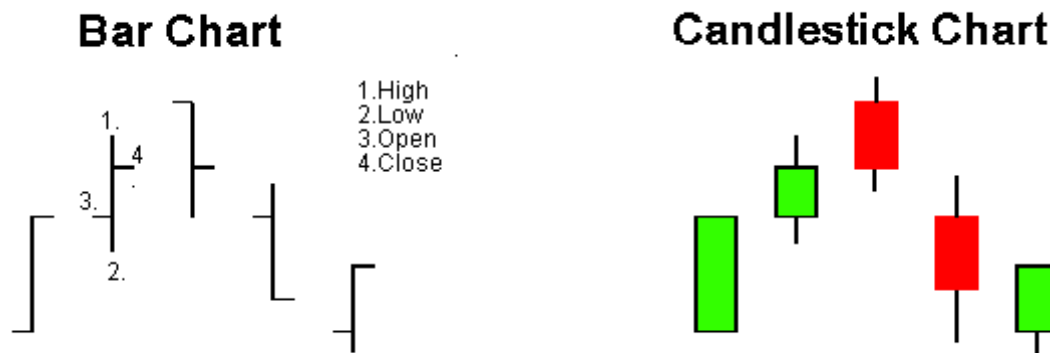 Bar Chart
Candlestick Chart
1.High
2.Low
3.Open
4.Close
1.
4
3.
2.